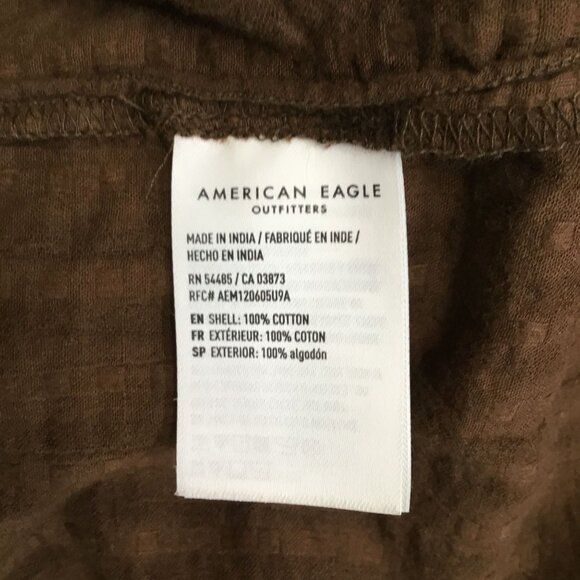 AMERICAN EAGLE
OUTFITTERS
MADE IN INDIA / FABRIQUÉ EN INDE /
HECHO EN INDIA
RN 54485 / CA 03873
RFC# AEM120605U9A
EN SHELL: 100% COTTON
FR EXTÉRIEUR: 100% COTON
SP EXTERIOR: 100% algodón